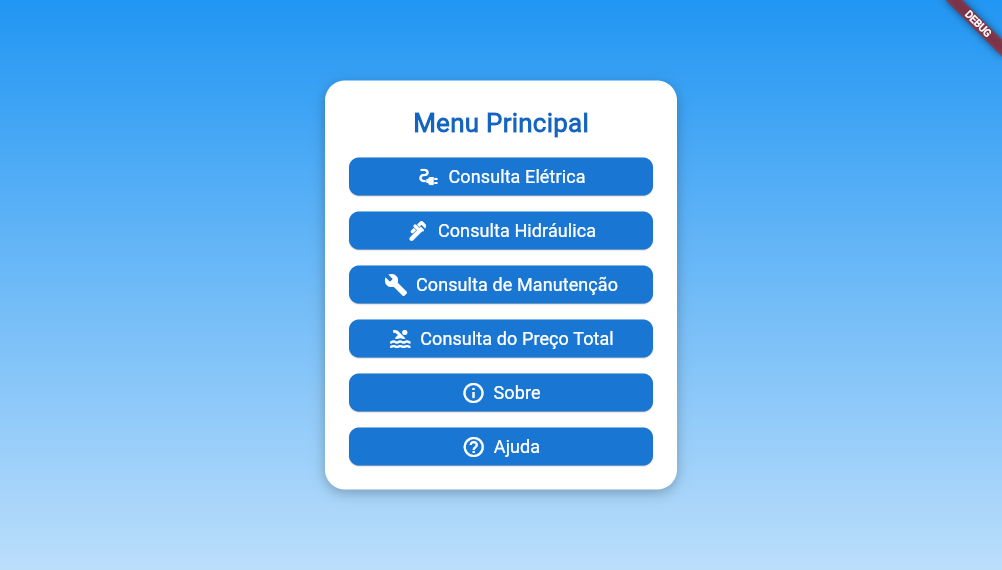 DEBUG
Menu Principal
Consulta Elétrica
Consulta Hidráulica
Consulta de Manutenção
Consulta do Preço Total
Sobre
Ajuda